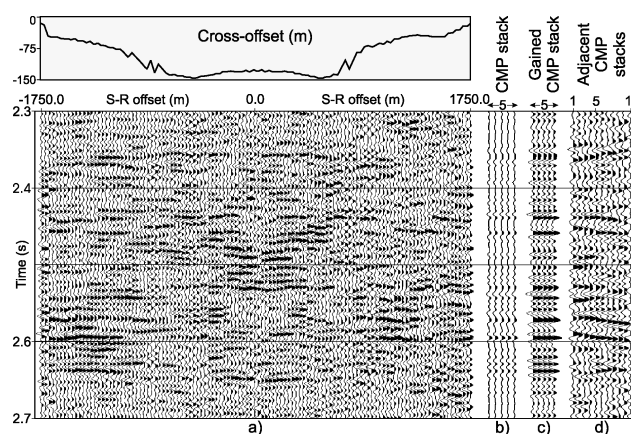 0
-75
-150
Cross-offset (m)
-1750.0 S-R offset (m) 0.0 S-R offset (m) 1750.0
CMP stack
Gained CMP stack
Adjacent CMP stacks
5
5
1 5 1
2.3
2.4
2.6
2.7
Time (s)
a) b) c) d)